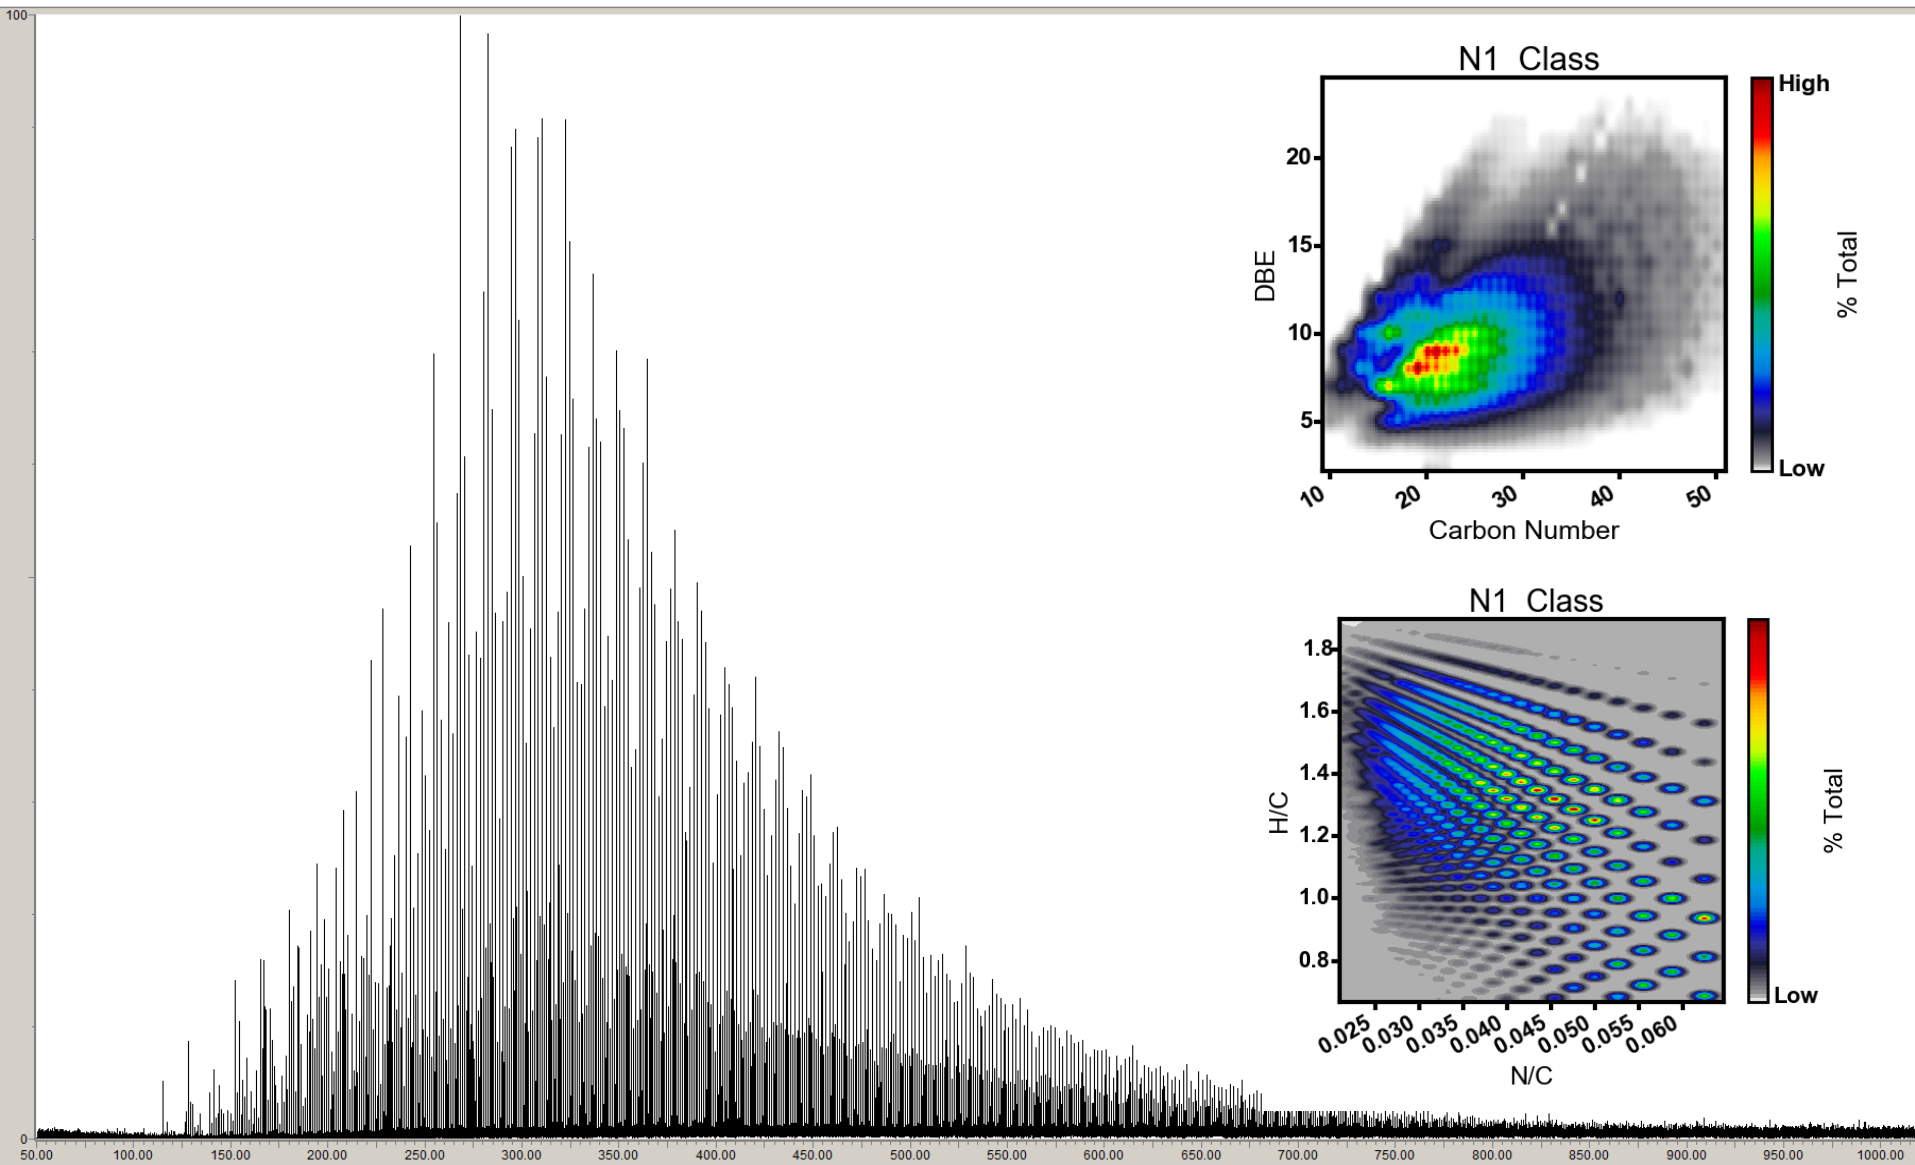 100
0
50.00 100.00 150.00 200.00 250.00 300.00 350.00 400.00 450.00 500.00 550.00 600.00 650.00 700.00 750.00 800.00 850.00 900.00 950.00 1000.00
N1 Class
High
20
15
10
5
DBE
% Total
Low
10 20 30 40 50
Carbon Number
N1 Class
1.8
1.6
1.4
1.2
1.0
0.8
H/C
% Total
Low
0.025 0.030 0.035 0.040 0.045 0.050 0.055 0.060
N/C